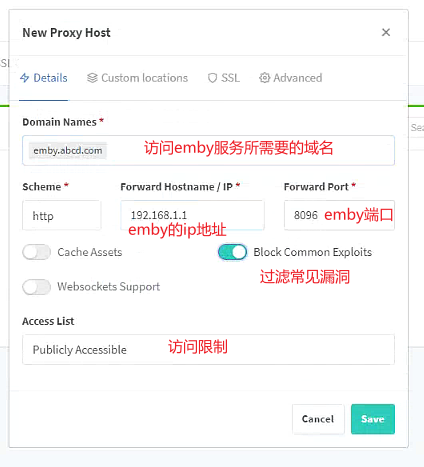 New Proxy Host
Details Custom locations SSL Advanced
Domain Names *
emby.abcd.com 访问emby服务所需要的域名
Scheme * Forward Hostname / IP * Forward Port *
http 192.168.1.1 8096 emby端口
emby的ip地址
Cache Assets Block Common Exploits
过滤常见漏洞
Websockets Support
Access List
Publicly Accessible 访问限制
Cancel Save